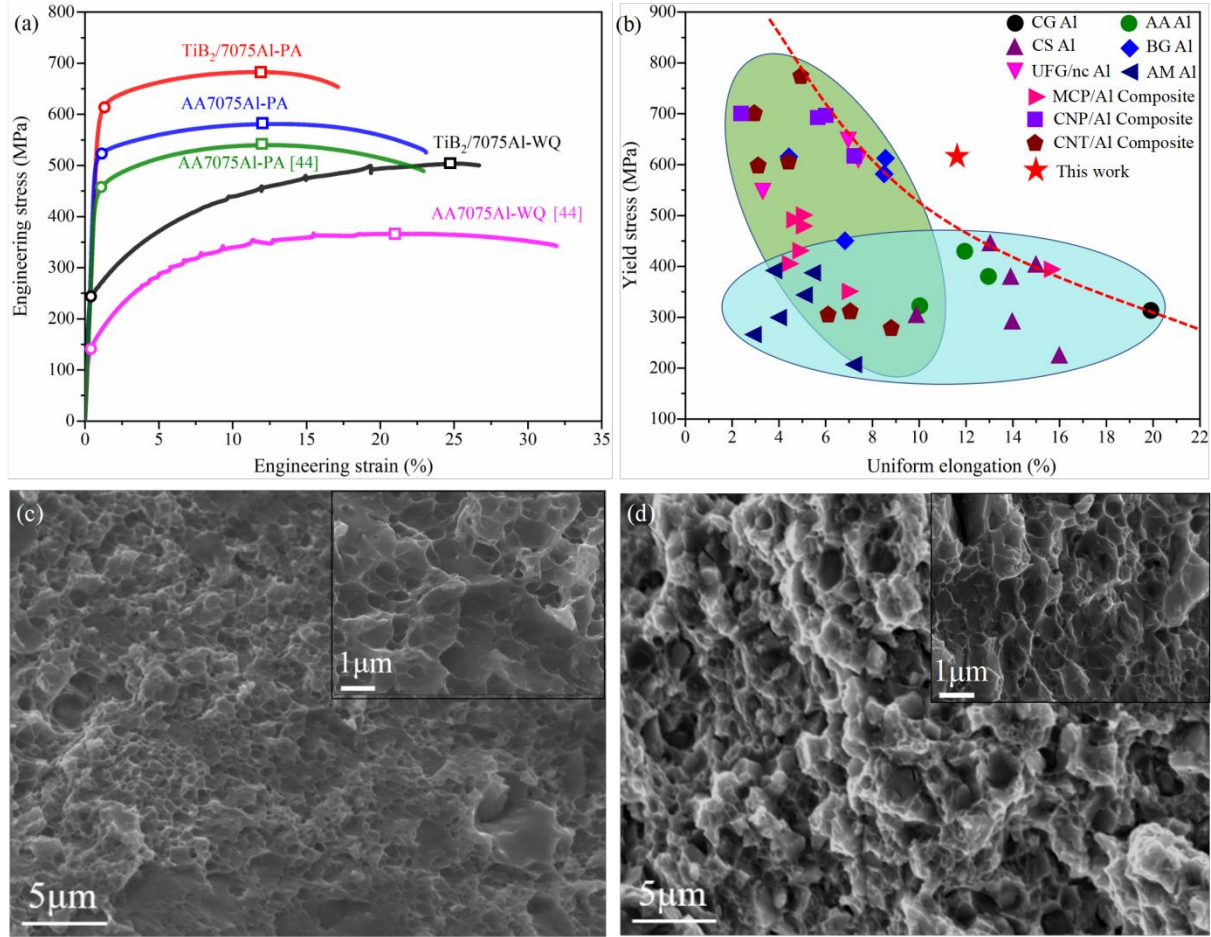 (a)
800
700
600
500
400
300
200
100
0
Engineering stress (MPa)
TiB2/7075Al-PA
AA7075Al-PA
AA7075Al-PA [44]
TiB2/7075Al-WQ
AA7075Al-WQ [44]
0 5 10 15 20 25 30 35
Engineering strain (%)
(b)
900
800
700
600
500
400
300
200
100
Yield stress (MPa)
CG Al
AA Al
CS Al
BG Al
UFG/nc Al
AM Al
MCP/Al Composite
CNP/Al Composite
CNT/Al Composite
This work
0 2 4 6 8 10 12 14 16 18 20 22
Uniform elongation (%)
(c)
1μm
5μm
(d)
1μm
5μm